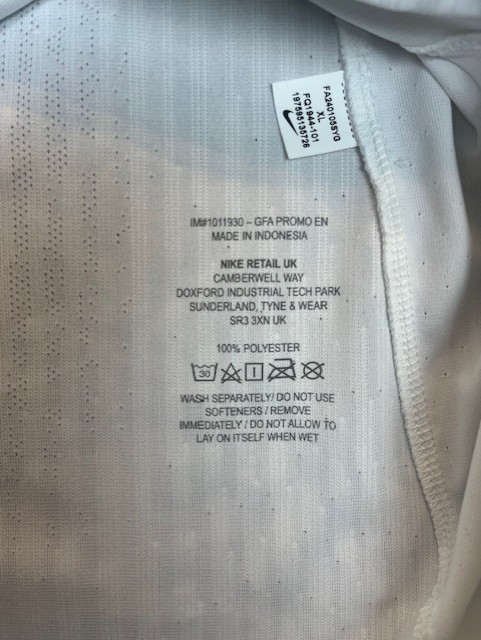 FA240105SYG
XL
FQ1944-101
197595135726
IM#1011930 – GFA PROMO EN
MADE IN INDONESIA
NIKE RETAIL UK
CAMBERWELL WAY
DOXFORD INDUSTRIAL TECH PARK
SUNDERLAND, TYNE & WEAR
SR3 3XN UK
100% POLYESTER
30
WASH SEPARATELY/ DO NOT USE
SOFTENERS / REMOVE
IMMEDIATELY / DO NOT ALLOW TO
LAY ON ITSELF WHEN WET